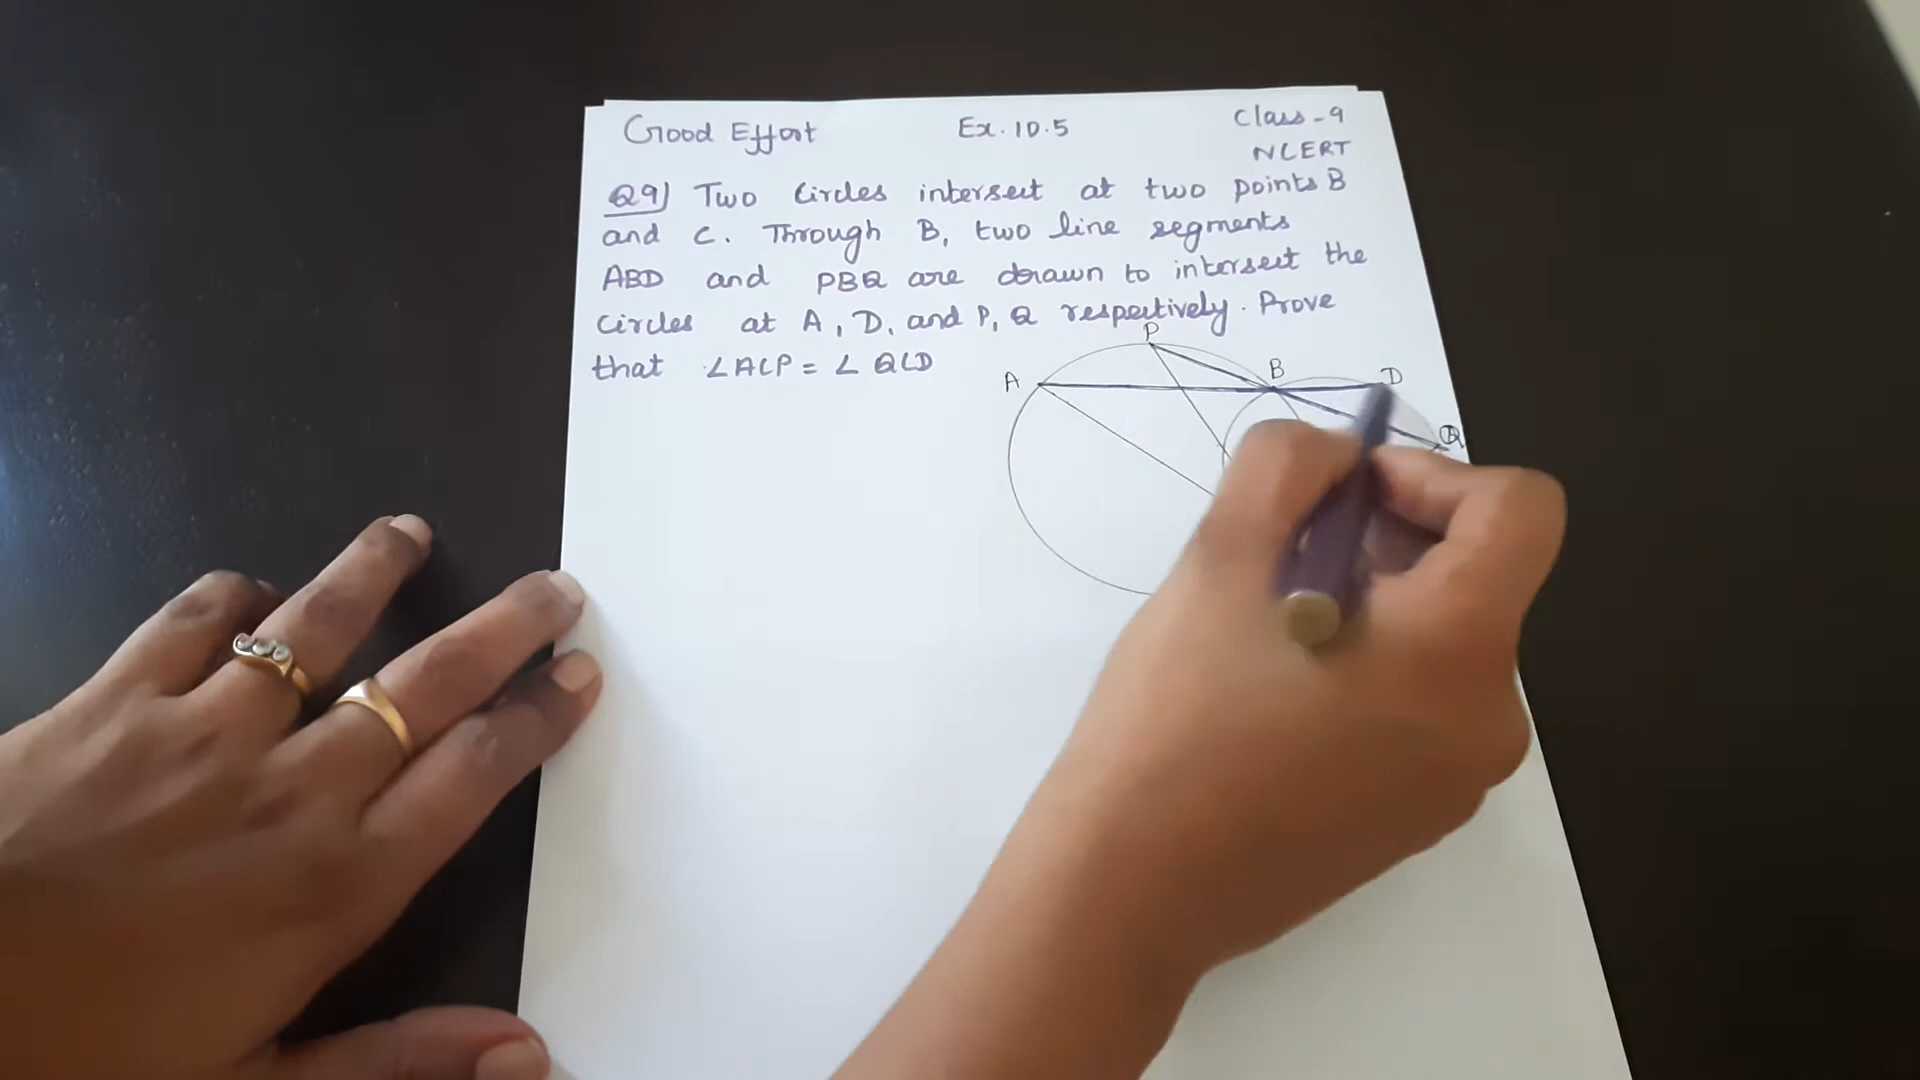 Good Effort Ex. 10.5 Class-9
NCERT
Q9) Two Circles intersect at two points B
and C. Through B, two line segments
ABD and PBQ are drawn to intersect the
Circles at A, D, and P, Q respectively. Prove
that ∠ACP = ∠QCD
P
A B D
Q